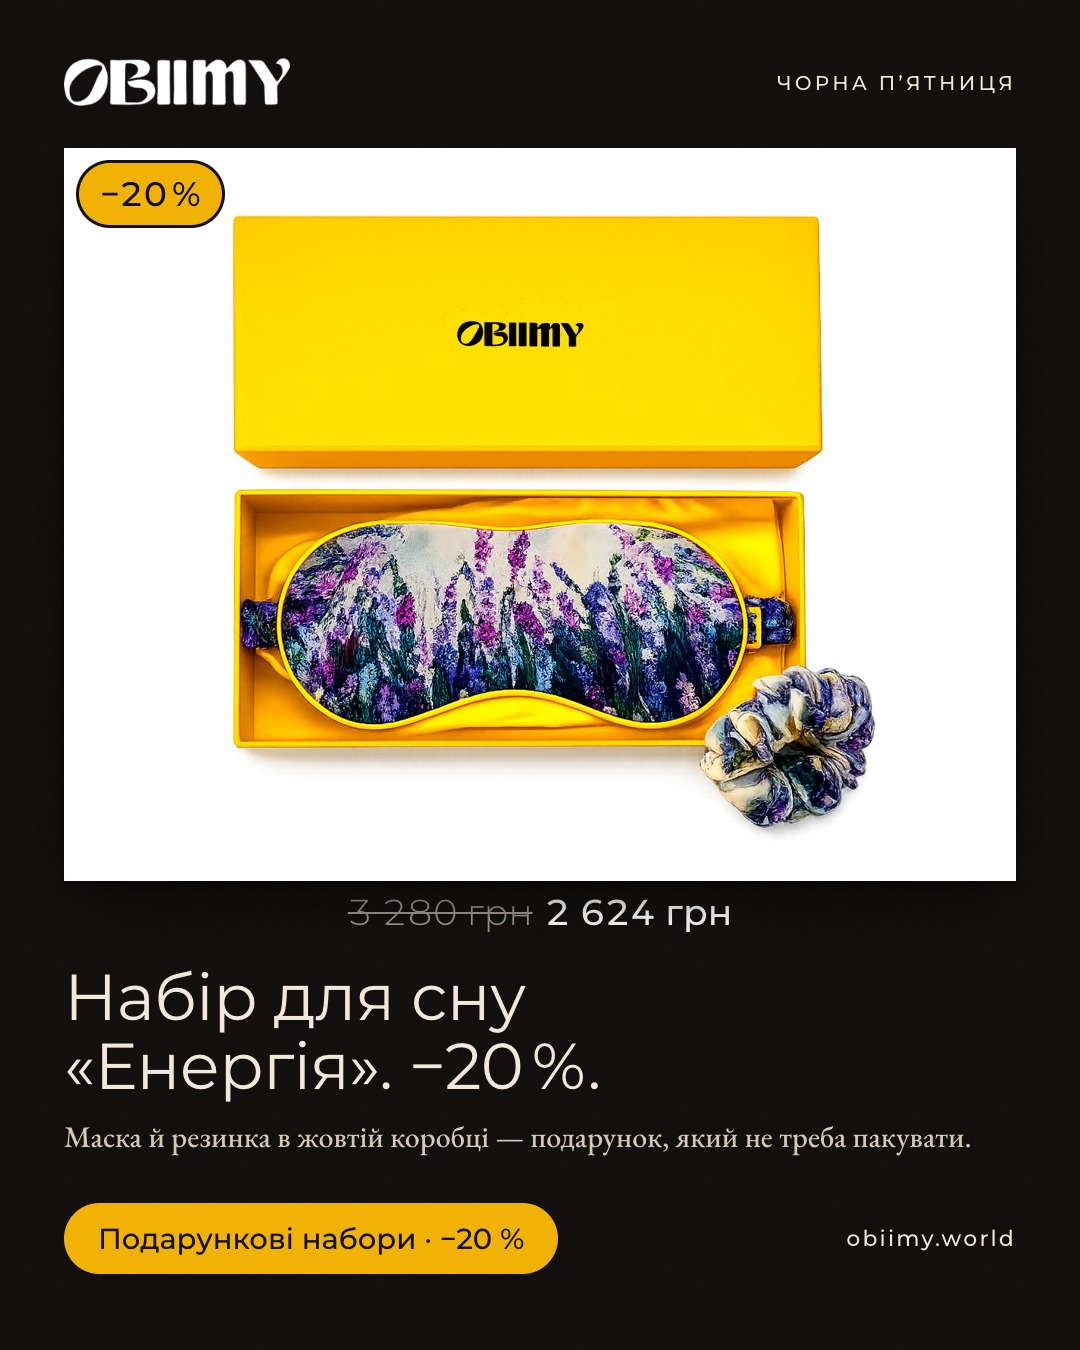 OBIIMY
ЧОРНА П’ЯТНИЦЯ
−20 %
OBIIMY
3 280 грн 2 624 грн
Набір для сну
«Енергія». −20 %.
Маска й резинка в жовтій коробці — подарунок, який не треба пакувати.
Подарункові набори · −20 %
obiimy.world